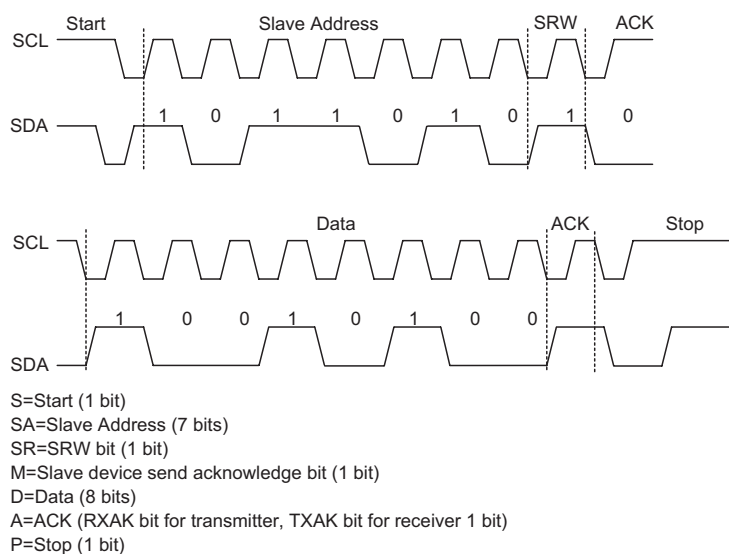 Start Slave Address SRW ACK
SCL
1 0 1 1 0 1 0 1 0
SDA
Data ACK Stop
SCL
1 0 0 1 0 1 0 0
SDA
S=Start (1 bit)
SA=Slave Address (7 bits)
SR=SRW bit (1 bit)
M=Slave device send acknowledge bit (1 bit)
D=Data (8 bits)
A=ACK (RXAK bit for transmitter, TXAK bit for receiver 1 bit)
P=Stop (1 bit)